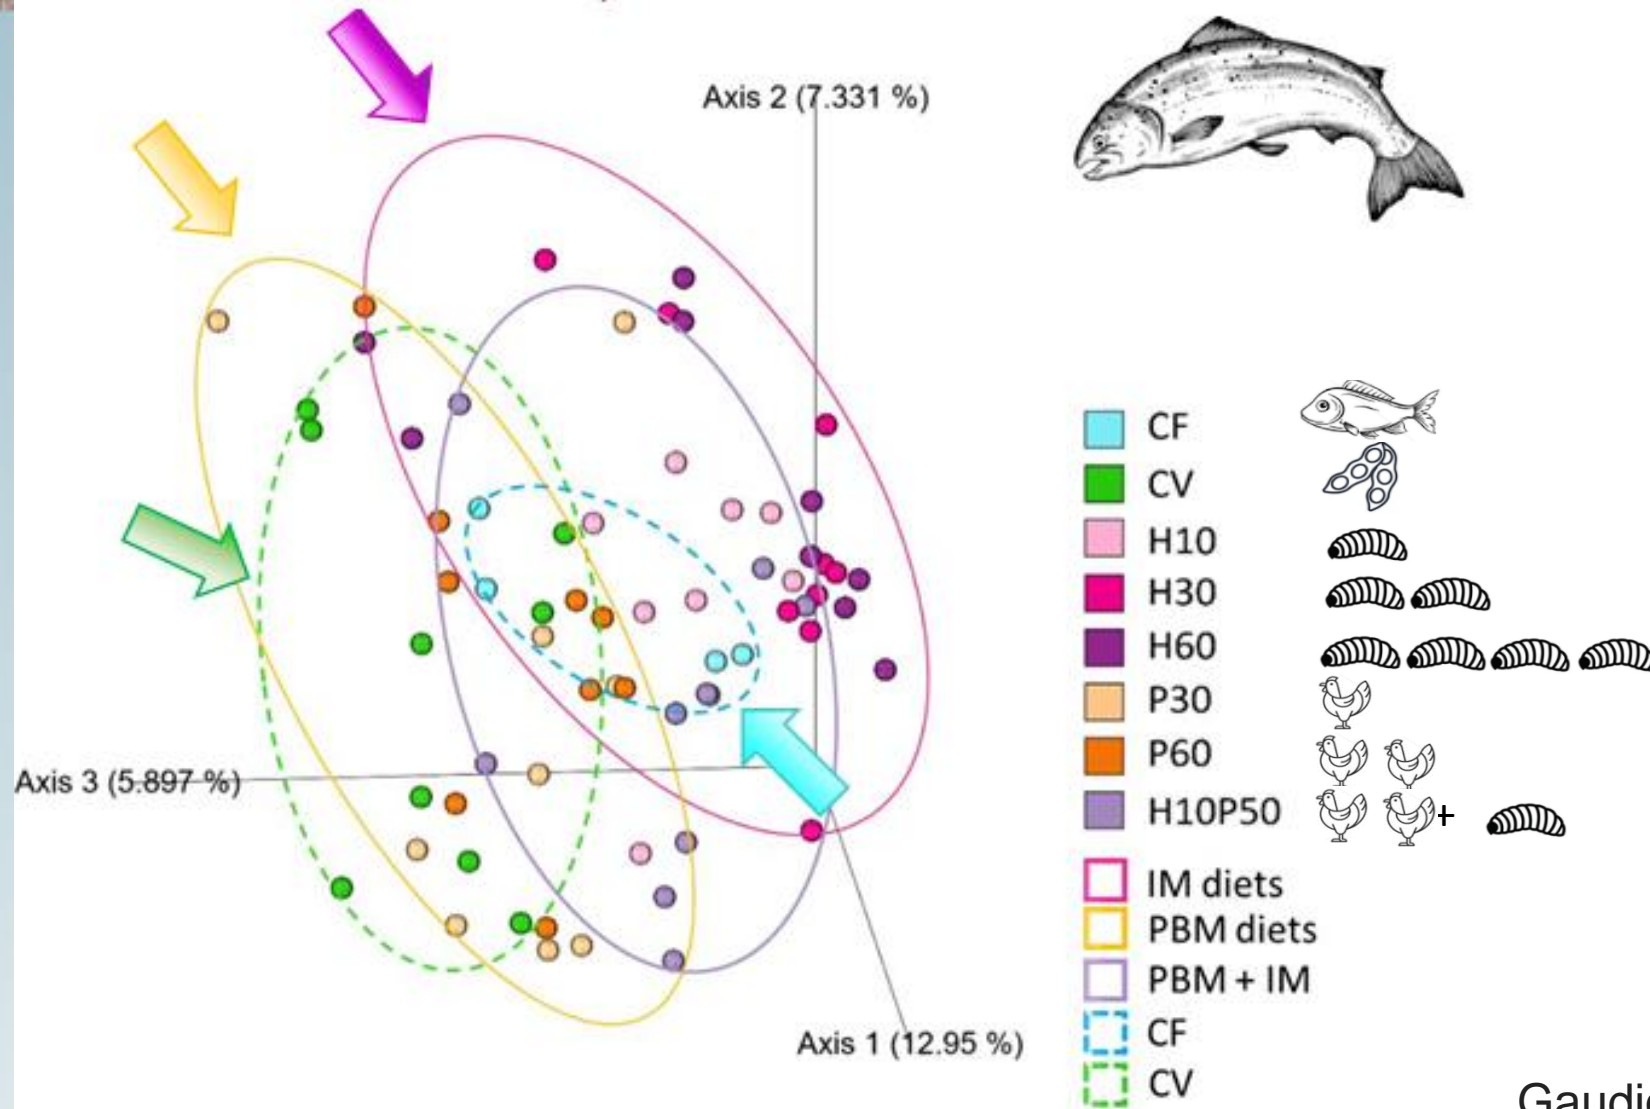 Axis 2 (7.331 %)
Axis 3 (5.897 %)
Axis 1 (12.95 %)
CF
CV
H10
H30
H60
P30
P60
H10P50
+
IM diets
PBM diets
PBM + IM
CF
CV